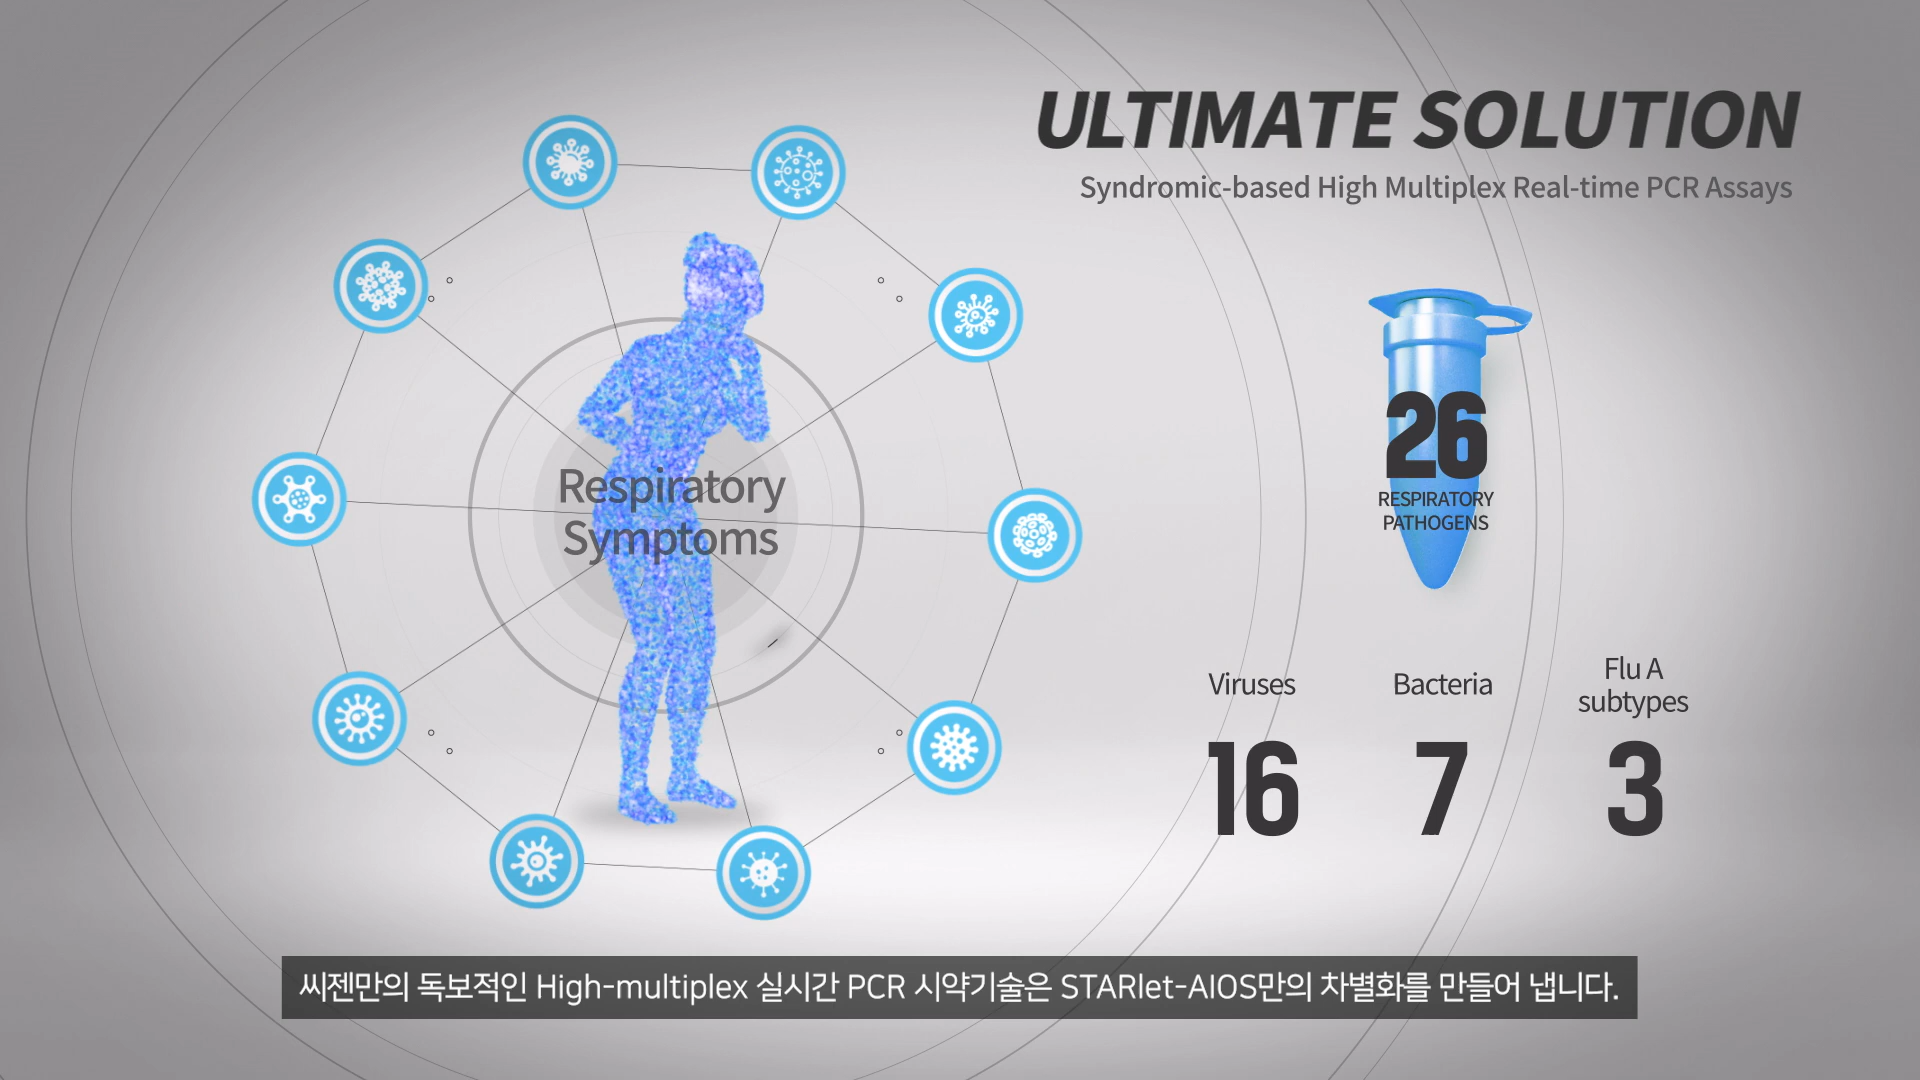 ULTIMATE SOLUTION
Syndromic-based High Multiplex Real-time PCR Assays
Respiratory
Symptoms
26
RESPIRATORY
PATHOGENS
Viruses
16
Bacteria
7
Flu A
subtypes
3
씨젠만의 독보적인 High-multiplex 실시간 PCR 시약기술은 STARlet-AIOS만의 차별화를 만들어 냅니다.